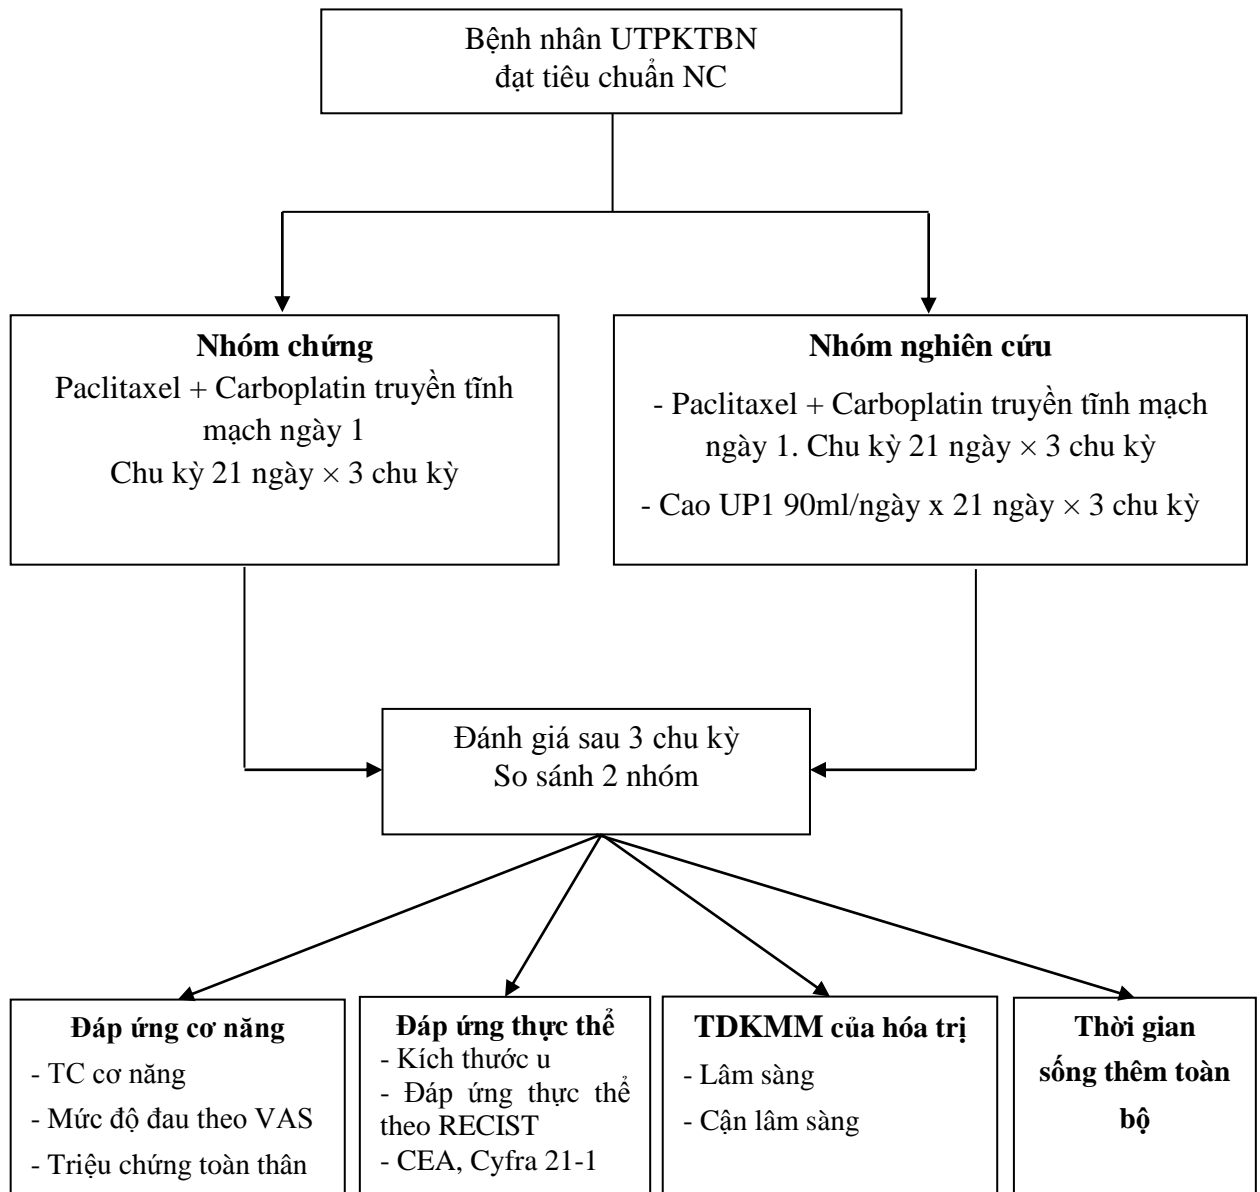 Bệnh nhân UTPKTBN
đạt tiêu chuẩn NC
Nhóm chứng
Paclitaxel + Carboplatin truyền tĩnh
mạch ngày 1
Chu kỳ 21 ngày × 3 chu kỳ
Nhóm nghiên cứu
- Paclitaxel + Carboplatin truyền tĩnh mạch
ngày 1. Chu kỳ 21 ngày × 3 chu kỳ
- Cao UP1 90ml/ngày x 21 ngày × 3 chu kỳ
Đánh giá sau 3 chu kỳ
So sánh 2 nhóm
Đáp ứng cơ năng
- TC cơ năng
- Mức độ đau theo VAS
- Triệu chứng toàn thân
Đáp ứng thực thể
- Kích thước u
- Đáp ứng thực thể
theo RECIST
- CEA, Cyfra 21-1
TDKMM của hóa trị
- Lâm sàng
- Cận lâm sàng
Thời gian
sống thêm toàn
bộ